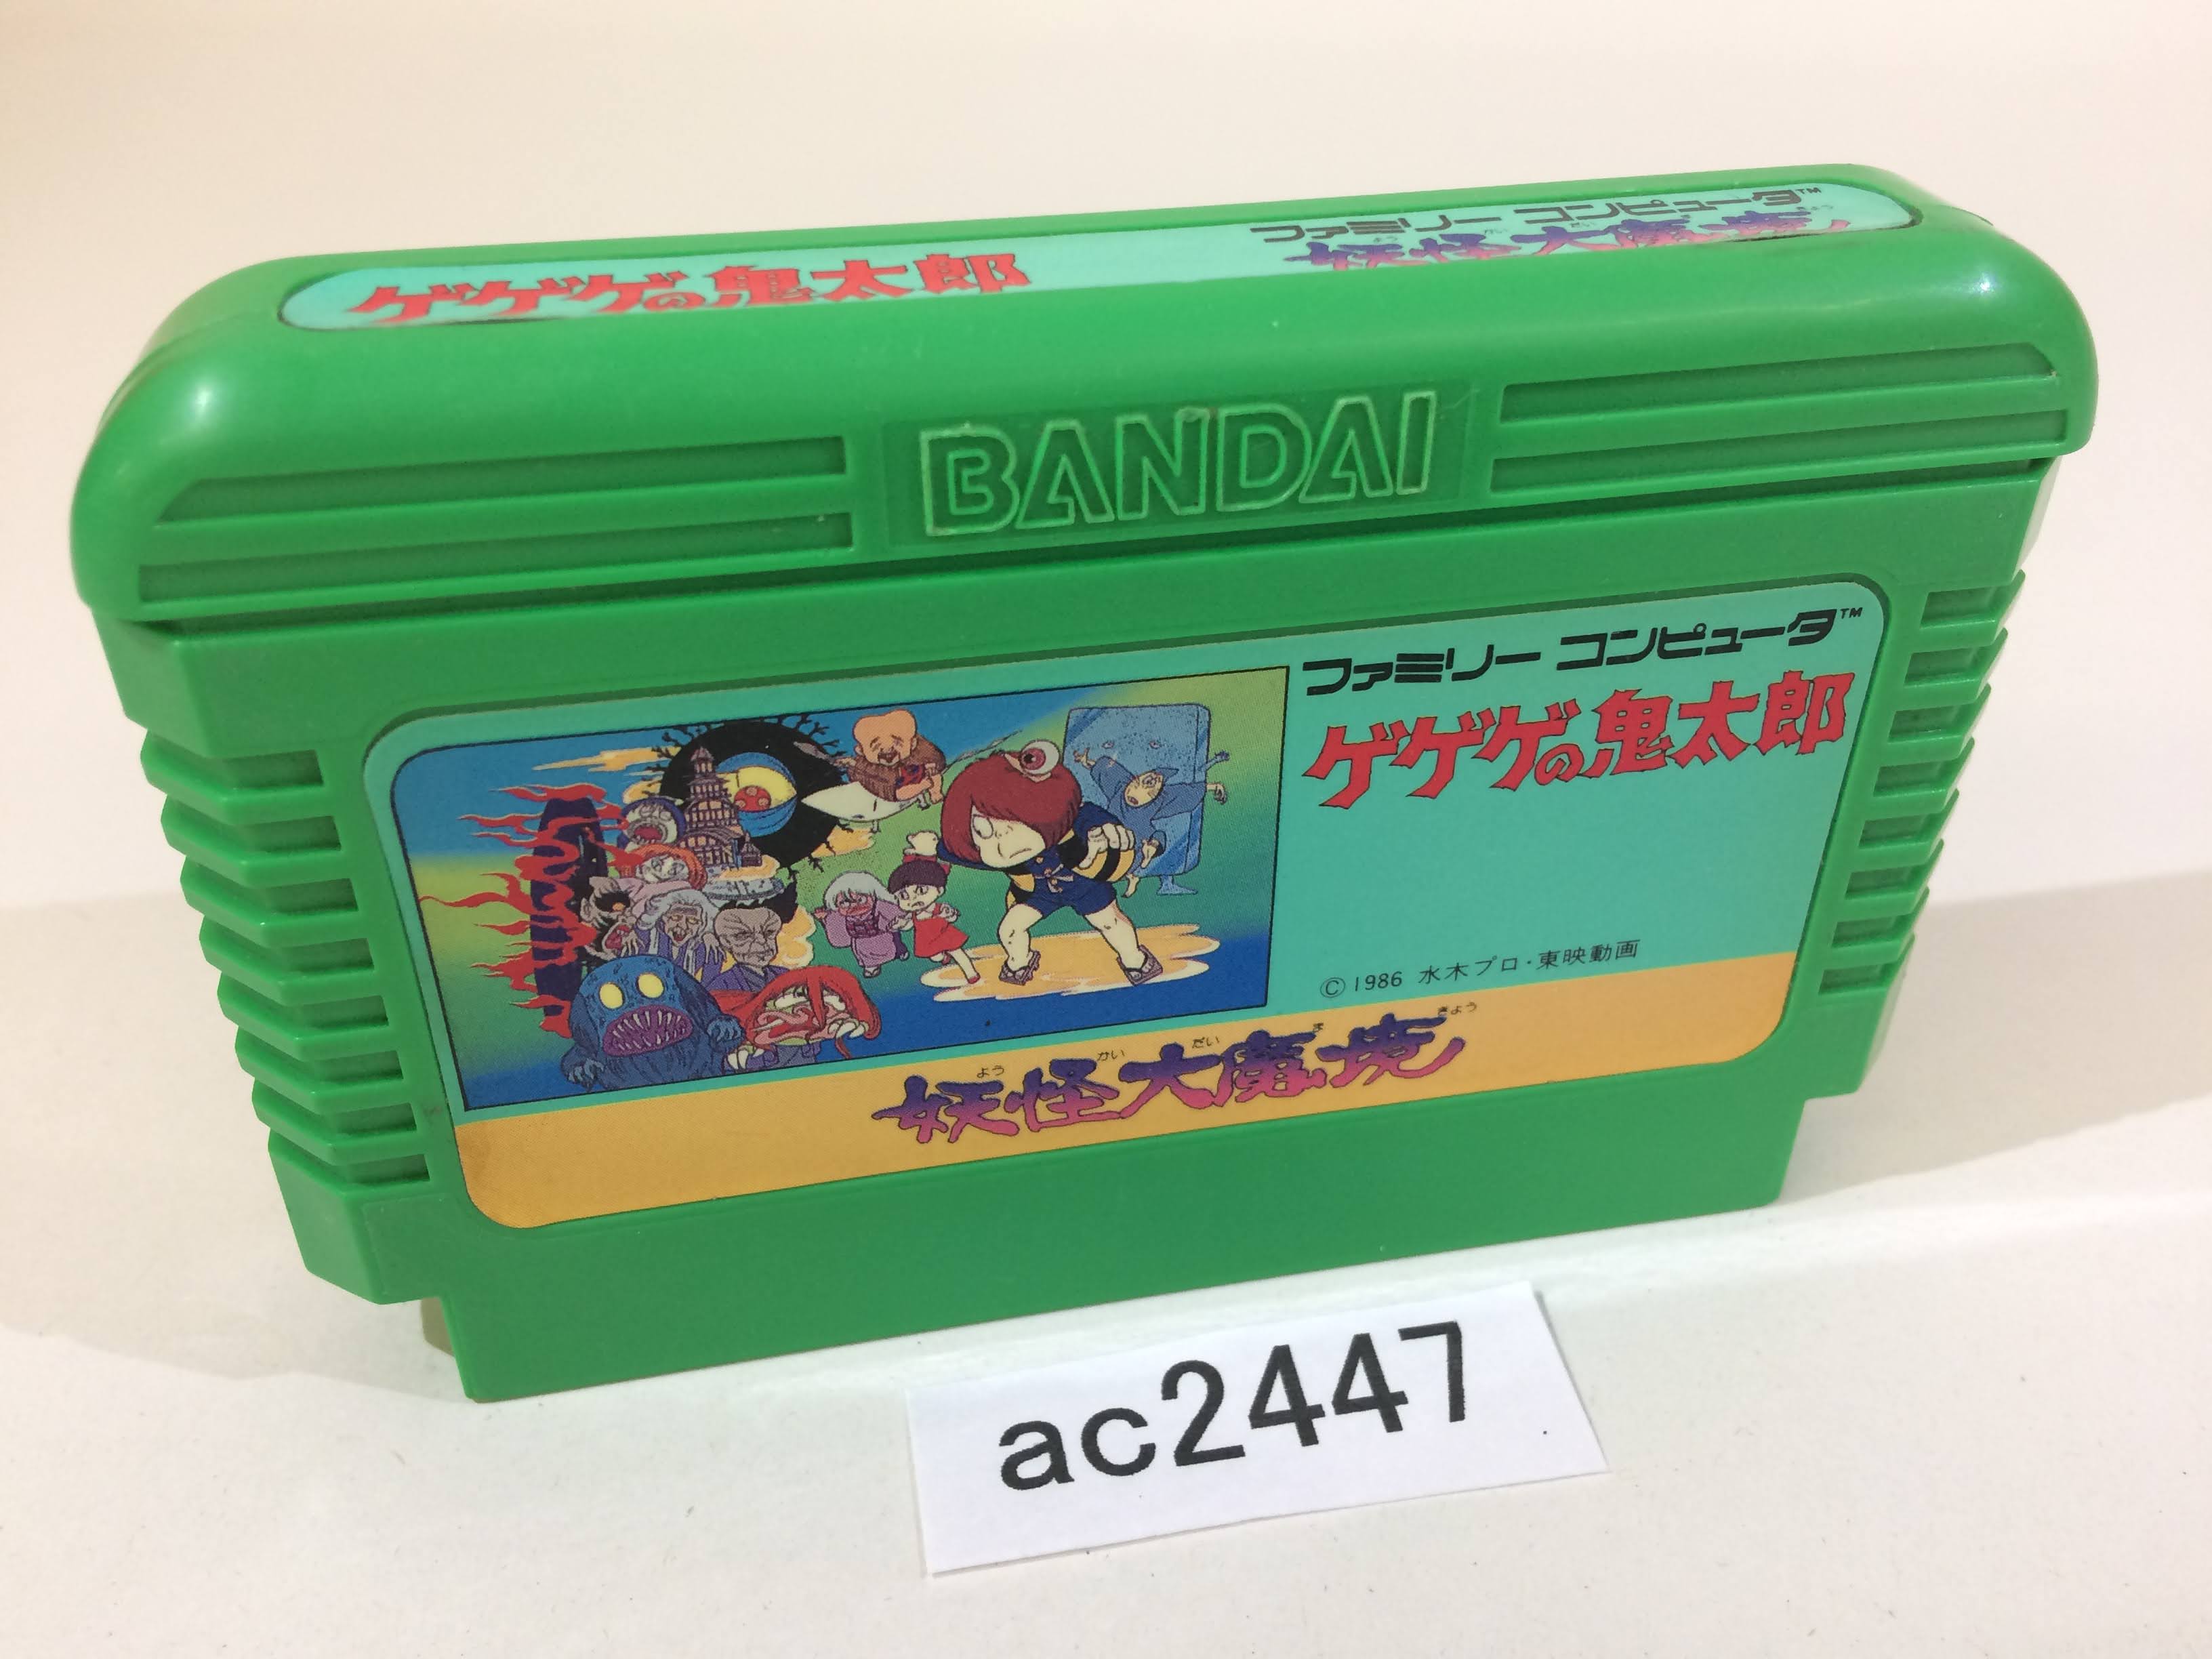 ファミリー コンピュータ™
ゲゲゲの鬼太郎
妖怪大魔境
BANDAI
ファミリー コンピュータ™
ゲゲゲの鬼太郎
©1986 水木プロ・東映動画
よう かい だい ま きょう
妖怪大魔境
ac2447